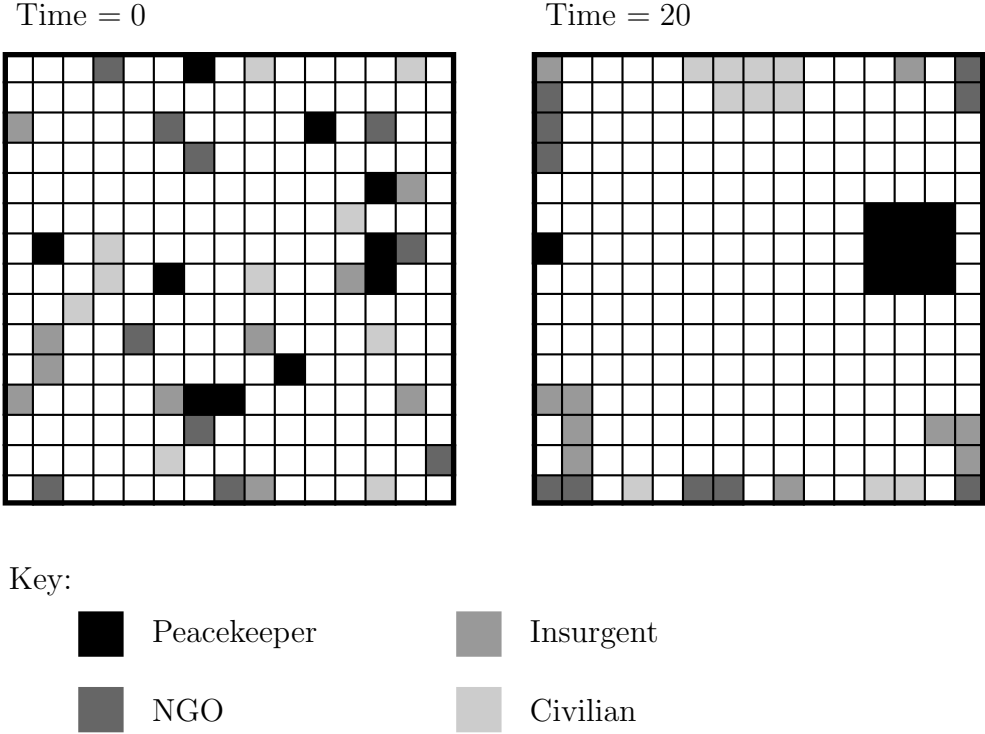 Time = 0
Time = 20
Key:
Peacekeeper
Insurgent
NGO
Civilian